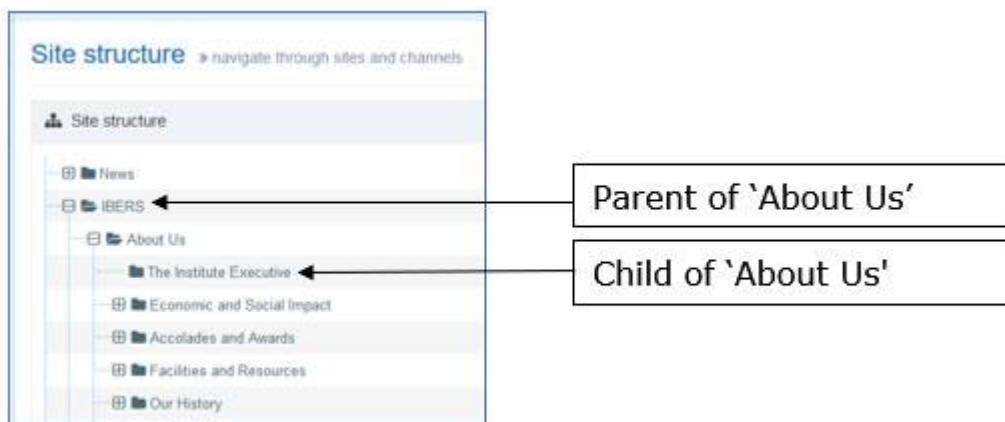 Site structure » navigate through sites and channels
Site structure
News
IBERS
About Us
The Institute Executive
Economic and Social Impact
Accolades and Awards
Facilities and Resources
Our History
Parent of ‘About Us’
Child of ‘About Us'